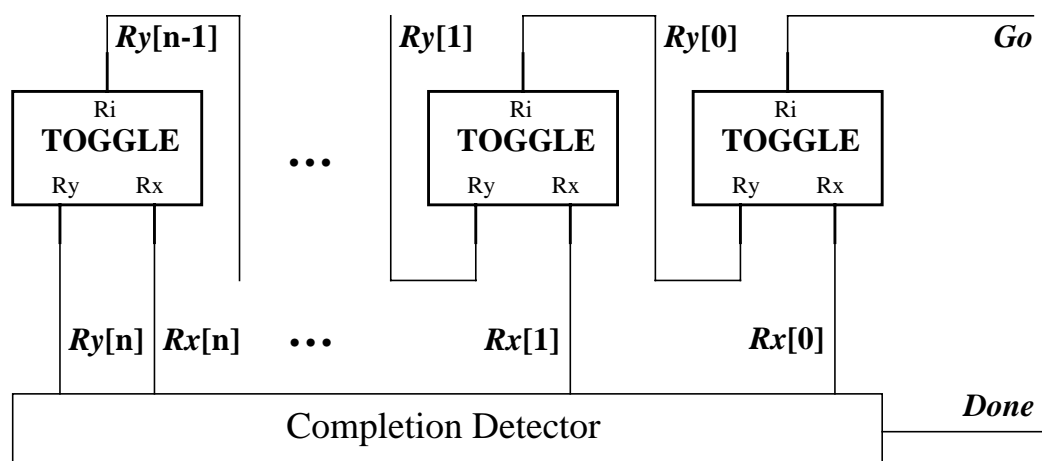 Ry[n-1] Ry[1] Ry[0] Go
Ri Ri Ri
TOGGLE TOGGLE TOGGLE
... 
Ry Rx Ry Rx Ry Rx
Ry[n] Rx[n] ... Rx[1] Rx[0]
Done
Completion Detector